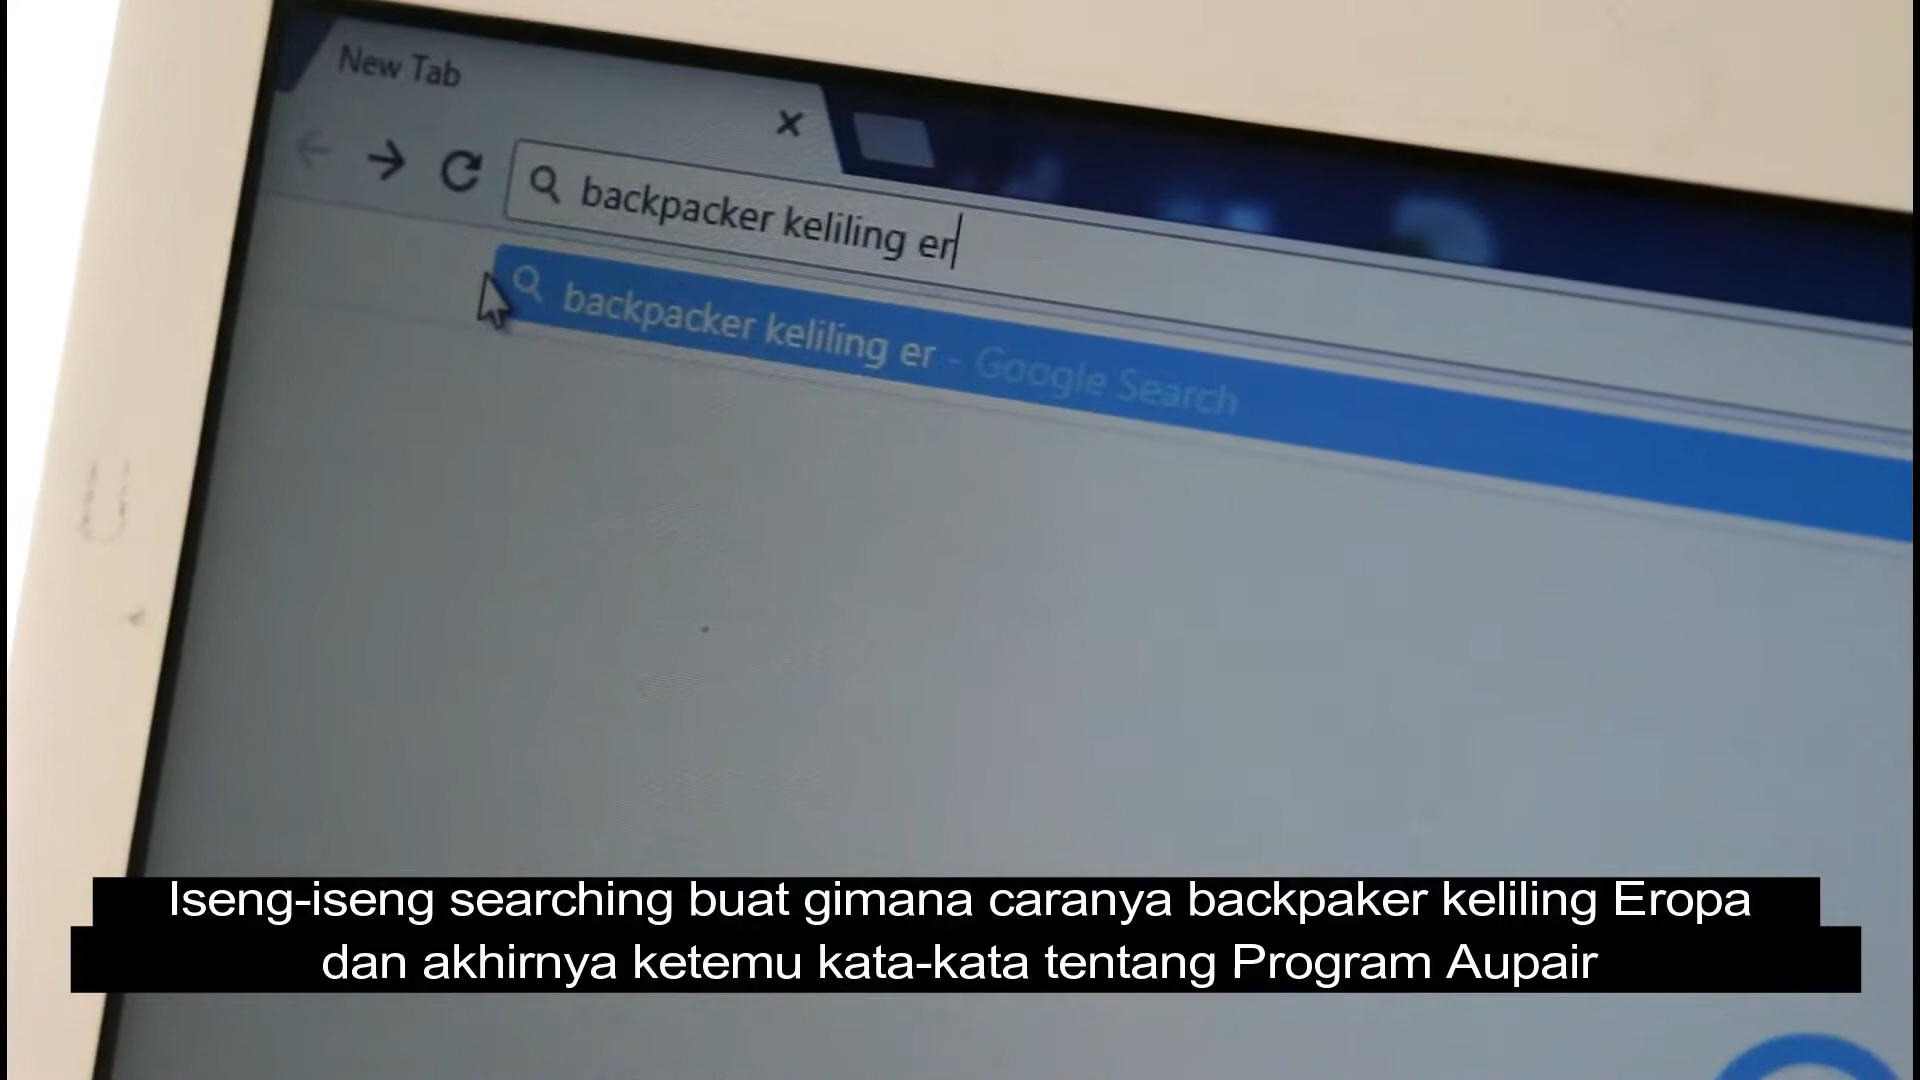 New Tab
backpacker keliling er
backpacker keliling er - Google Search
Iseng-iseng searching buat gimana caranya backpaker keliling Eropa
dan akhirnya ketemu kata-kata tentang Program Aupair